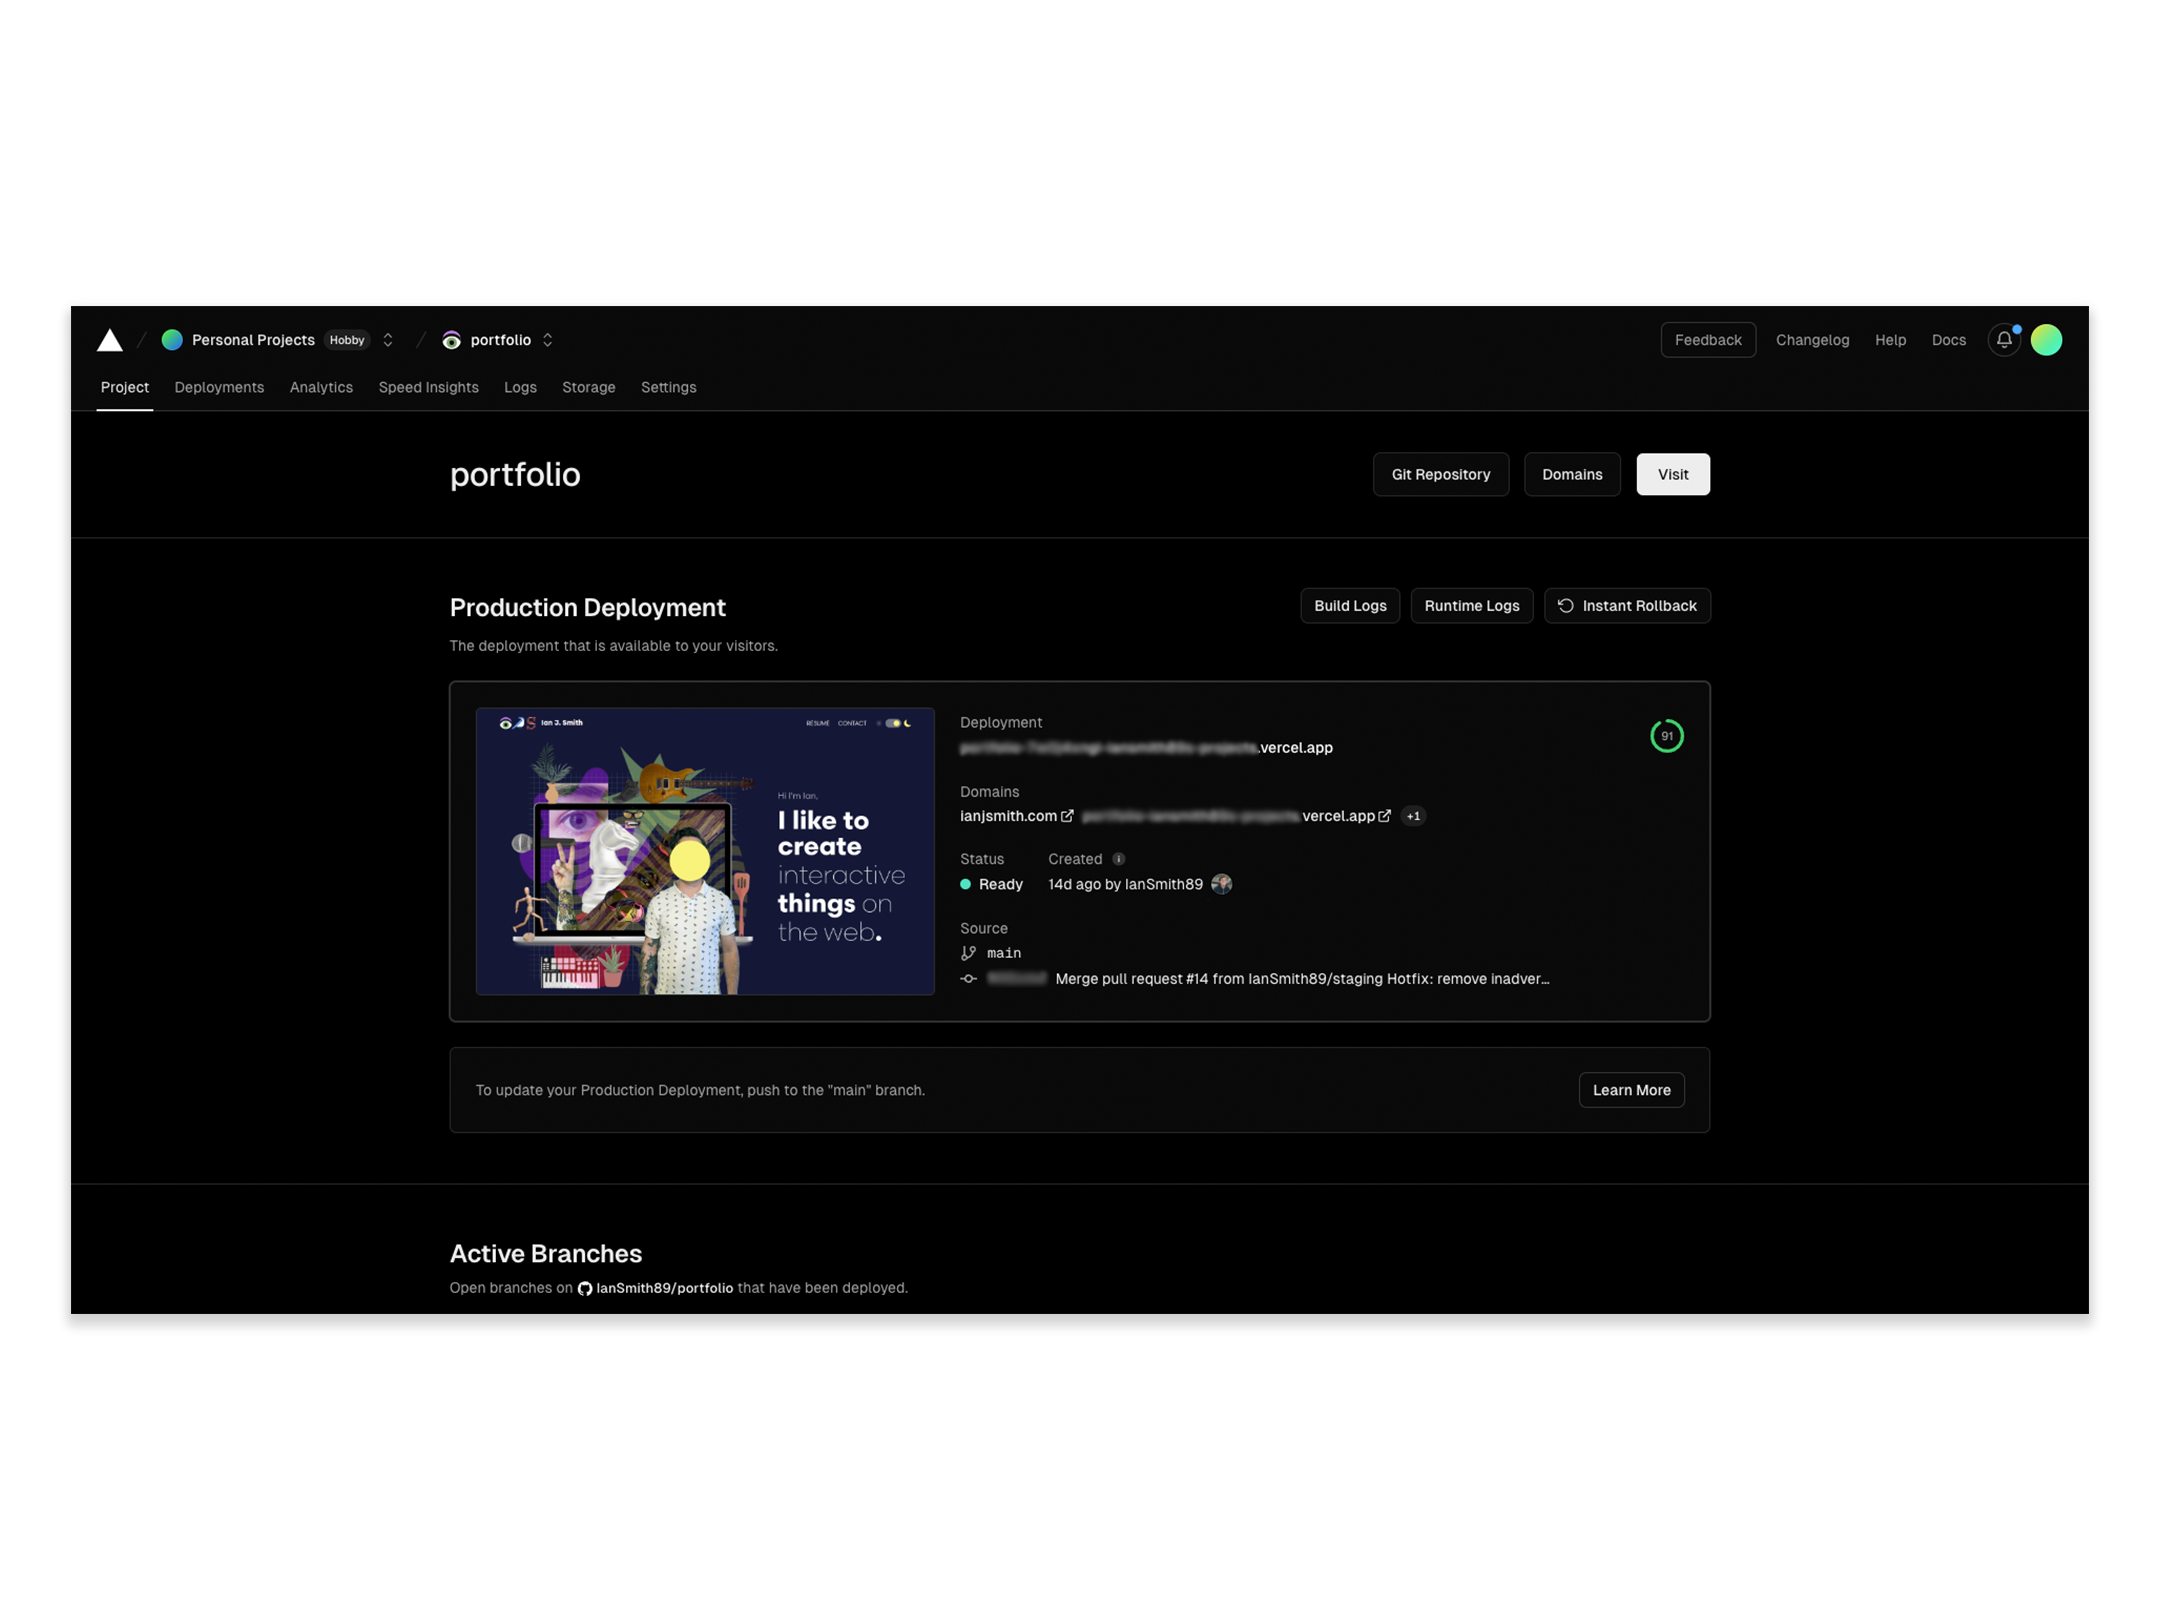 Personal Projects Hobby portfolio Feedback Changelog Help Docs
Project Deployments Analytics Speed Insights Logs Storage Settings
portfolio Git Repository Domains Visit
Production Deployment Build Logs Runtime Logs Instant Rollback
The deployment that is available to your visitors.
Ian J. Smith RÉSUMÉ CONTACT
Hi I'm Ian,
I like to
create
interactive
things on
the web.
Deployment
.vercel.app
91
Domains
ianjsmith.com .vercel.app +1
Status Created
Ready 14d ago by IanSmith89
Source
main
Merge pull request #14 from IanSmith89/staging Hotfix: remove inadver...
To update your Production Deployment, push to the "main" branch. Learn More
Active Branches
Open branches on IanSmith89/portfolio that have been deployed.